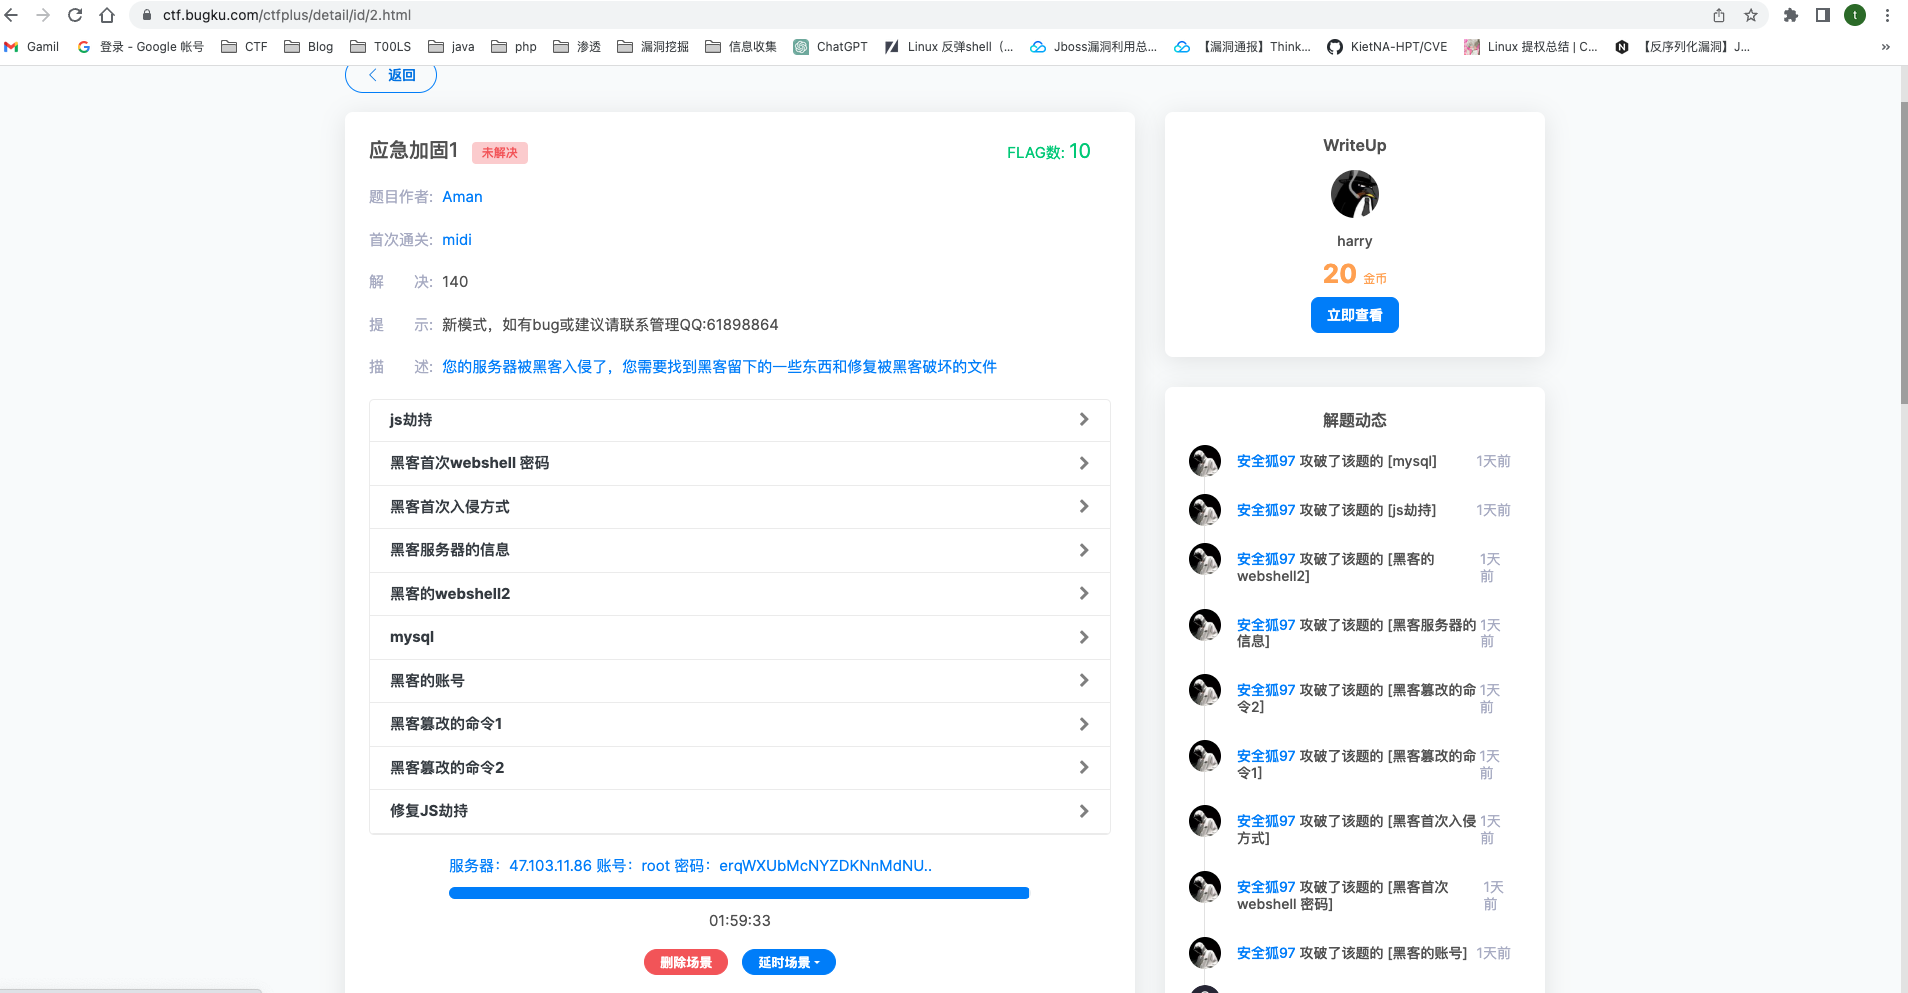 ctf.bugku.com/ctfplus/detail/id/2.html
t
Gamil
登录 - Google 帐号
CTF
Blog
T00LS
java
php
渗透
漏洞挖掘
信息收集
ChatGPT
Linux 反弹shell（...
Jboss漏洞利用总...
【漏洞通报】Think...
KietNA-HPT/CVE
Linux 提权总结 | C...
【反序列化漏洞】J...
»
返回
应急加固1 未解决 FLAG数: 10
题目作者: Aman
首次通关: midi
解 决: 140
提 示: 新模式，如有bug或建议请联系管理QQ:61898864
描 述: 您的服务器被黑客入侵了，您需要找到黑客留下的一些东西和修复被黑客破坏的文件
js劫持
黑客首次webshell 密码
黑客首次入侵方式
黑客服务器的信息
黑客的webshell2
mysql
黑客的账号
黑客篡改的命令1
黑客篡改的命令2
修复JS劫持
服务器：47.103.11.86 账号：root 密码：erqWXUbMcNYZDKNnMdNU..
01:59:33
删除场景
延时场景
WriteUp
harry
20 金币
立即查看
解题动态
安全狐97 攻破了该题的 [mysql] 1天前
安全狐97 攻破了该题的 [js劫持] 1天前
安全狐97 攻破了该题的 [黑客的 1天
webshell2] 前
安全狐97 攻破了该题的 [黑客服务器的 1天
信息] 前
安全狐97 攻破了该题的 [黑客篡改的命 1天
令2] 前
安全狐97 攻破了该题的 [黑客篡改的命 1天
令1] 前
安全狐97 攻破了该题的 [黑客首次入侵 1天
方式] 前
安全狐97 攻破了该题的 [黑客首次 1天
webshell 密码] 前
安全狐97 攻破了该题的 [黑客的账号] 1天前